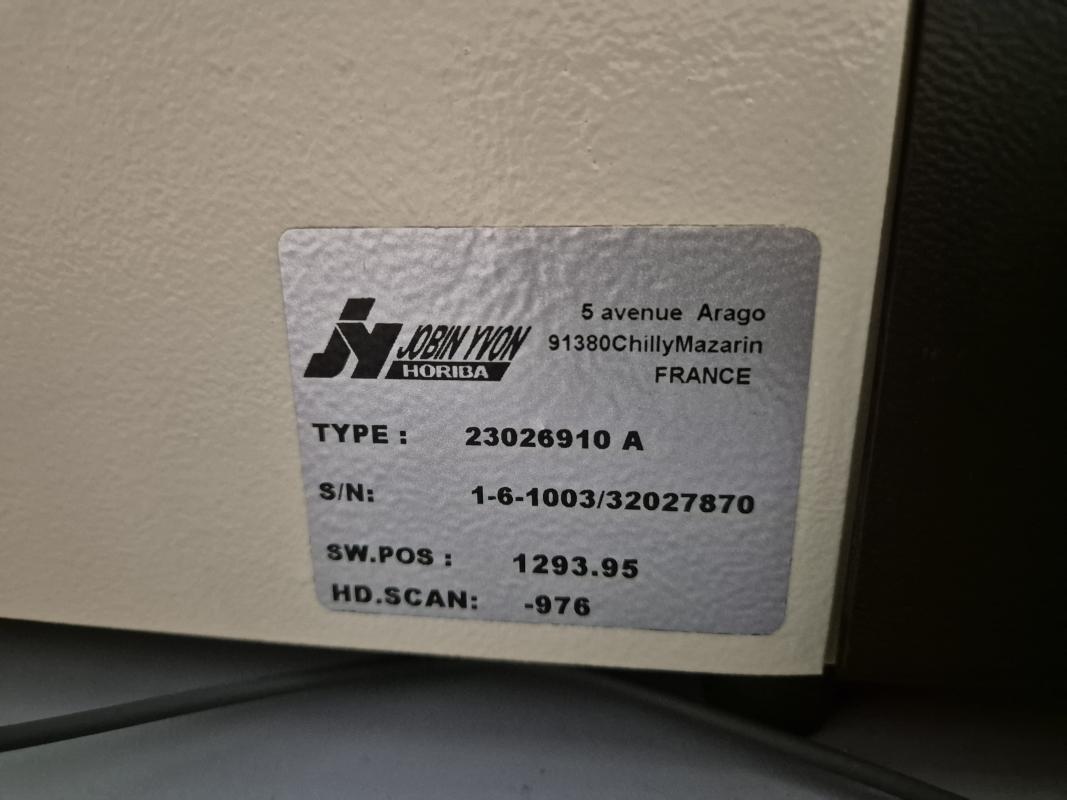 JY JOBIN YVON
HORIBA
5 avenue Arago
91380ChillyMazarin
FRANCE
TYPE : 23026910 A
S/N: 1-6-1003/32027870
SW.POS : 1293.95
HD.SCAN: -976